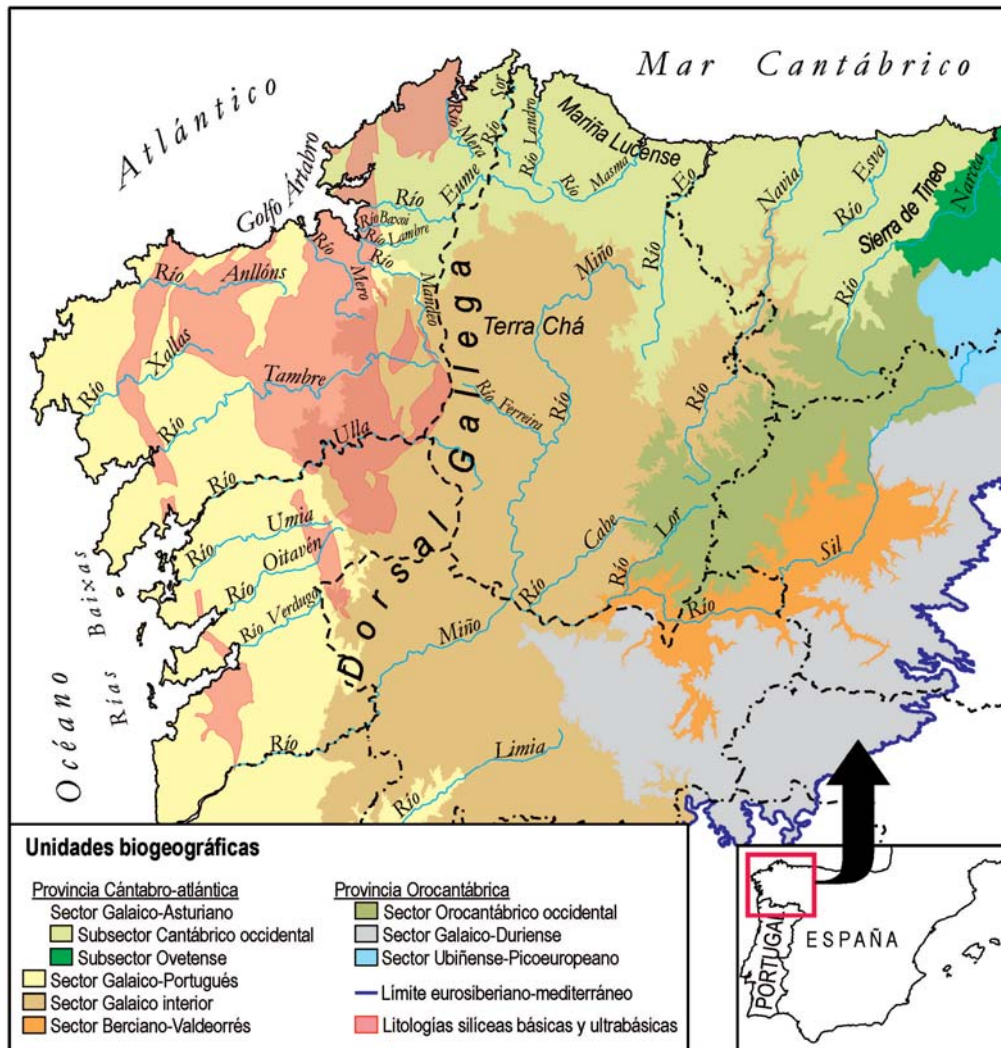 Mar Cantábrico
Atlántico
Golfo Ártabro
Río Mera
Río Sor
Río Landro
Mariña Lucense
Río Masma
Río Eume
Río Baxoi
Río Lambre
Río Mandeo
Río Mero
Río Anllóns
Río Xallas
Río Tambre
Río Ulla
Río Umia
Río Oitavén
Río Verdugo
Océano
Rías Baixas
Dorsal Gallega
Terra Chá
Miño
Río
Río Ferreira
Río Eo
Río Navia
Río Esva
Sierra de Tineo
Río Narcea
Río Cabe
Río Lor
Río Sil
Río Miño
Río Limia
Unidades biogeográficas
Provincia Cántabro-atlántica
Sector Galaico-Asturiano
Subsector Cantábrico occidental
Subsector Ovetense
Sector Galaico-Portugués
Sector Galaico interior
Sector Berciano-Valdeorrés
Provincia Orocantábrica
Sector Orocantábrico occidental
Sector Galaico-Duriense
Sector Ubiñense-Picoeuropeano
Límite eurosiberiano-mediterráneo
Litologías silíceas básicas y ultrabásicas
PORTUGAL
ESPAÑA